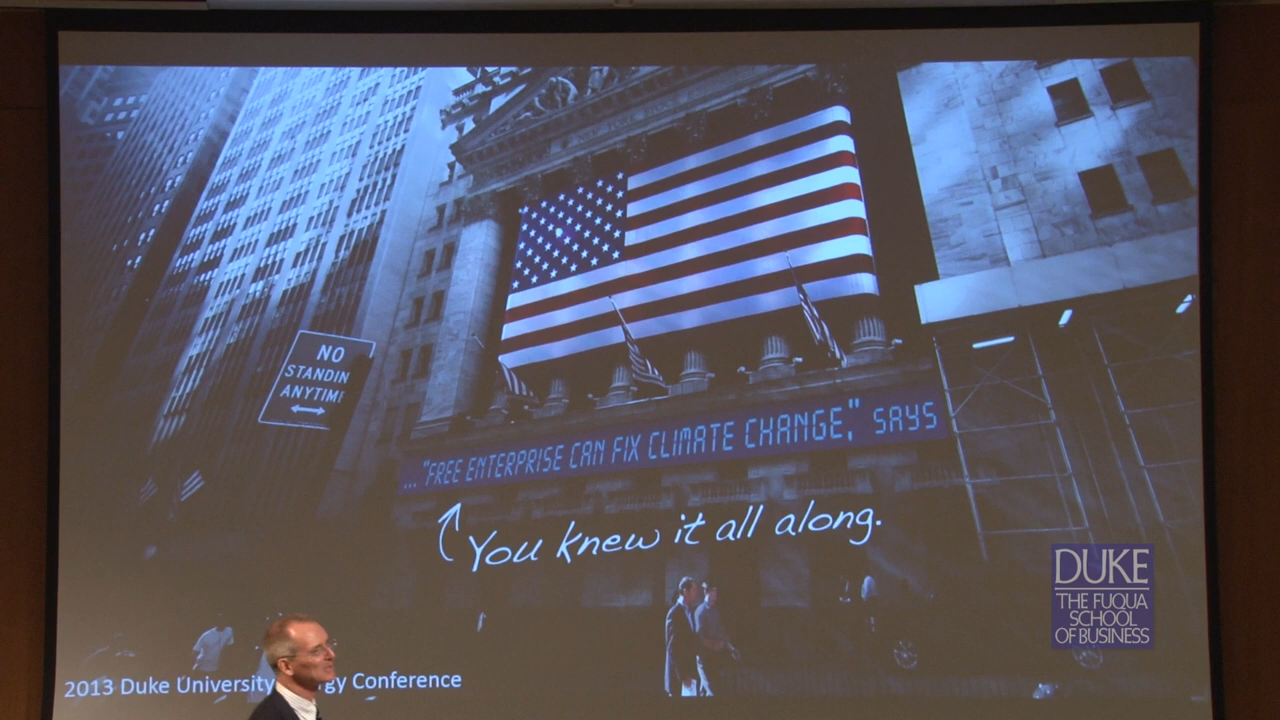 NO
STANDIN
ANYTIME
... "FREE ENTERPRISE CAN FIX CLIMATE CHANGE," SAYS
You knew it all along.
DUKE
THE FUQUA
SCHOOL
OF BUSINESS
2013 Duke University gy Conference